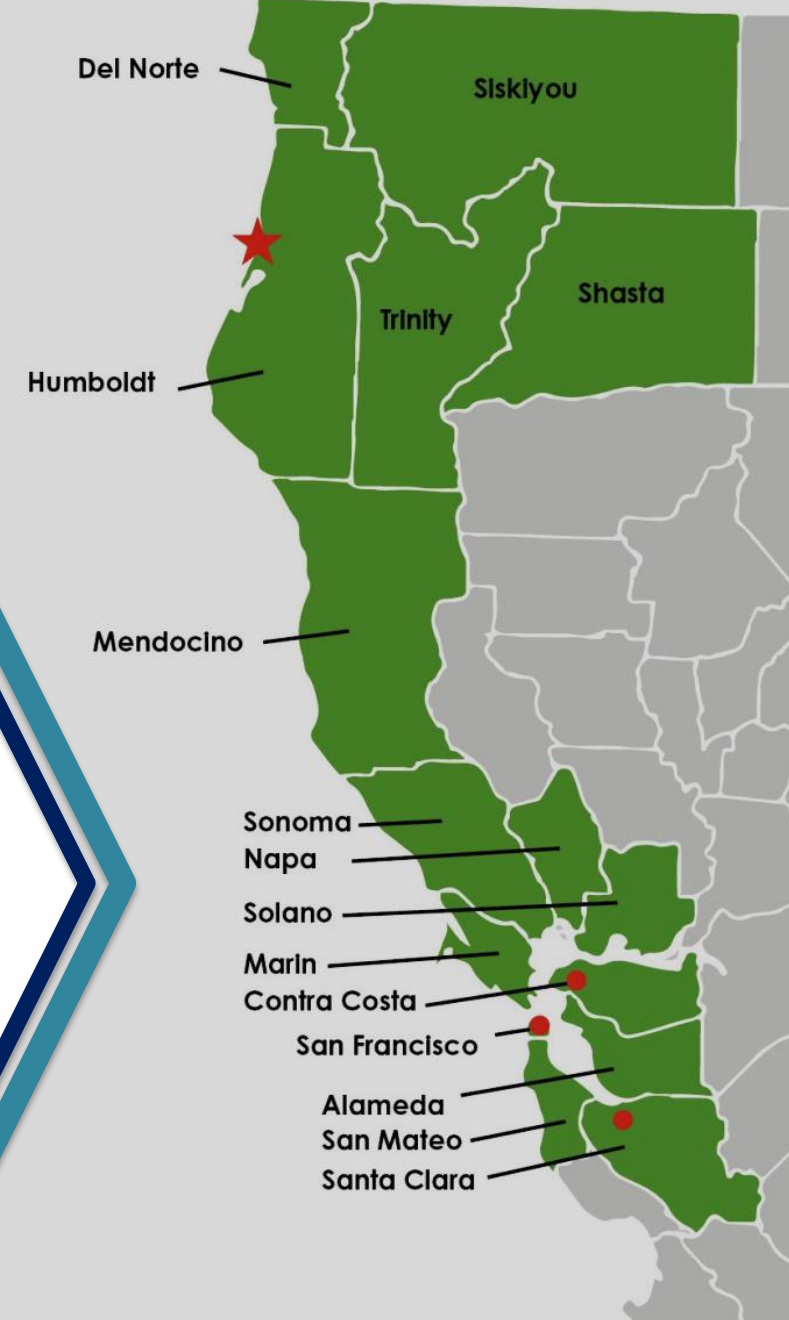 Del Norte
Siskiyou
Shasta
Trinity
Humboldt
Mendocino
Sonoma
Napa
Solano
Marin
Contra Costa
San Francisco
Alameda
San Mateo
Santa Clara